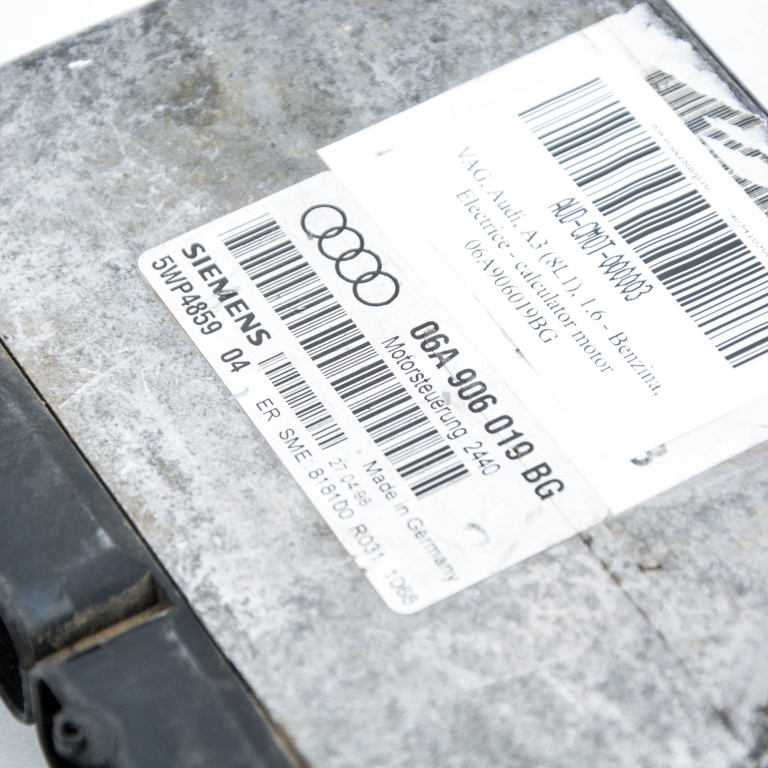 VAG, Audi, A3 (8L1), 1.6 - Benzina,
Electrice - calculator motor
06A906019BG
AUD-CMOT-000003
SIEMENS
5WP4859 04
06A 906 019 BG
Motorsteuerung 2440
27.04.98 Made in Germany
ER SME 8181D0 R031 1066
B